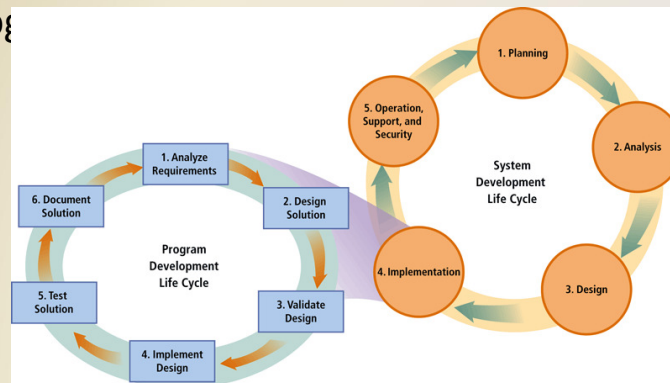 1. Analyze
Requirements
2. Design
Solution
3. Validate
Design
4. Implement
Design
5. Test
Solution
6. Document
Solution
Program
Development
Life Cycle
1. Planning
2. Analysis
3. Design
4. Implementation
5. Operation,
Support, and
Security
System
Development
Life Cycle